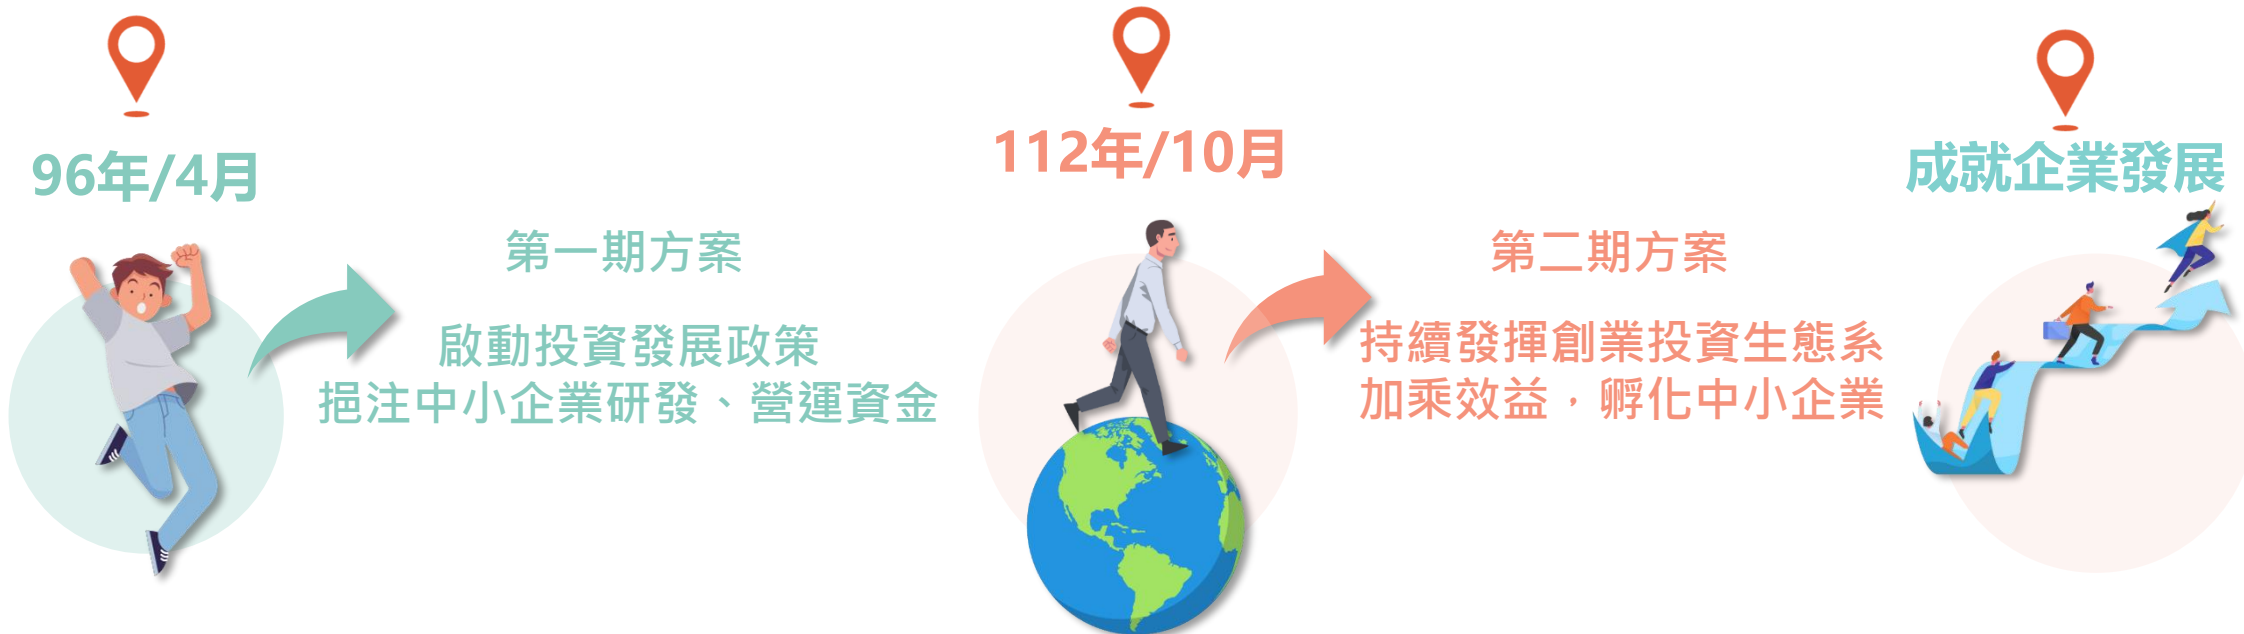 96年/4月
第一期方案
啟動投資發展政策
挹注中小企業研發、營運資金
112年/10月
第二期方案
持續發揮創業投資生態系
加乘效益，孵化中小企業
成就企業發展